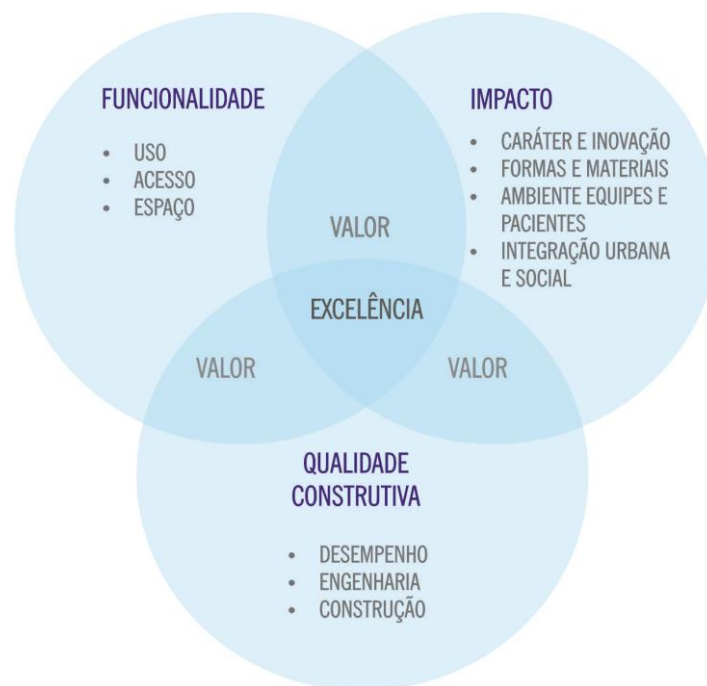 FUNCIONALIDADE
• USO
• ACESSO
• ESPAÇO
IMPACTO
• CARÁTER E INOVAÇÃO
• FORMAS E MATERIAIS
• AMBIENTE EQUIPES E
PACIENTES
• INTEGRAÇÃO URBANA
E SOCIAL
VALOR
EXCELÊNCIA
VALOR
VALOR
QUALIDADE
CONSTRUTIVA
• DESEMPENHO
• ENGENHARIA
• CONSTRUÇÃO